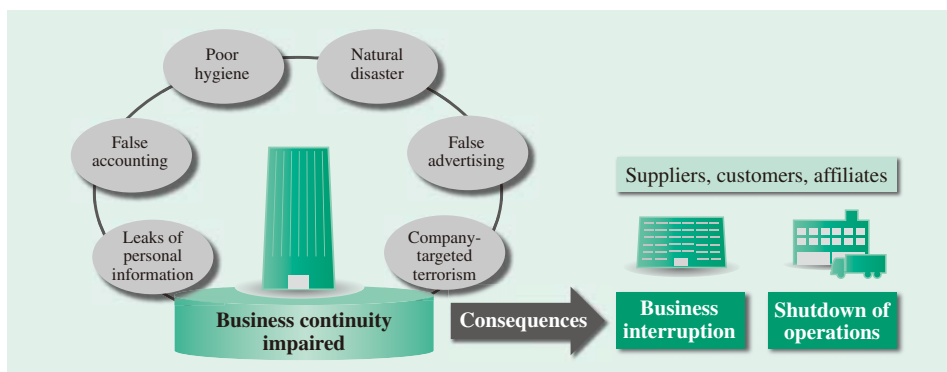 Poor
hygiene
Natural
disaster
False
accounting
False
advertising
Leaks of
personal
information
Company-
targeted
terrorism
Business continuity
impaired
Consequences
Suppliers, customers, affiliates
Business
interruption
Shutdown of
operations